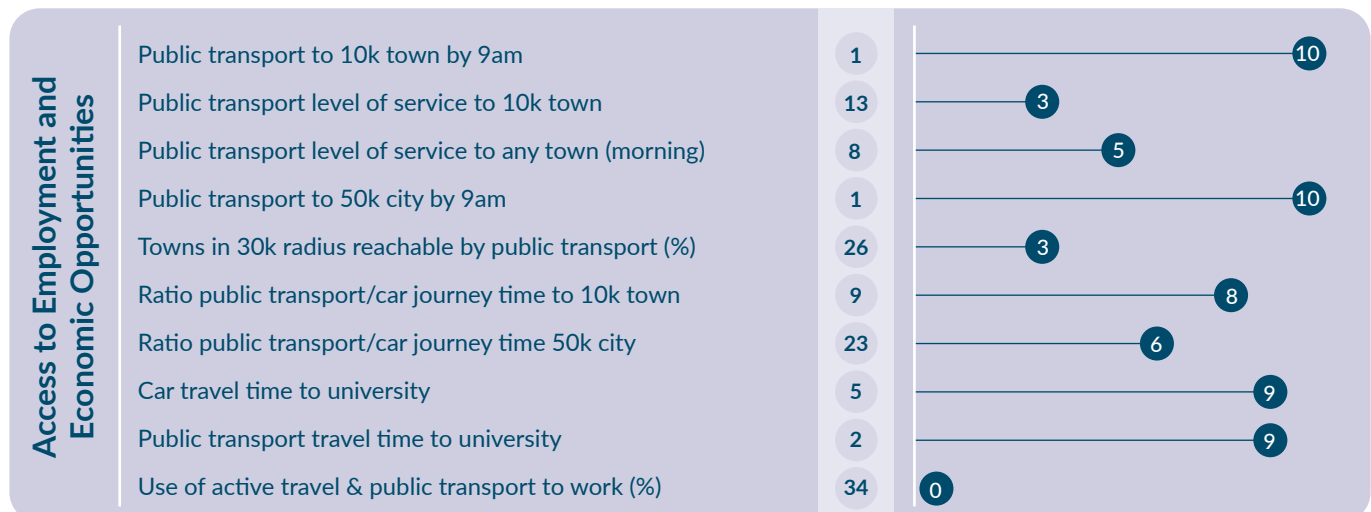 Access to Employment and
Economic Opportunities
Public transport to 10k town by 9am 1 10
Public transport level of service to 10k town 13 3
Public transport level of service to any town (morning) 8 5
Public transport to 50k city by 9am 1 10
Towns in 30k radius reachable by public transport (%) 26 3
Ratio public transport/car journey time to 10k town 9 8
Ratio public transport/car journey time 50k city 23 6
Car travel time to university 5 9
Public transport travel time to university 2 9
Use of active travel & public transport to work (%) 34 0